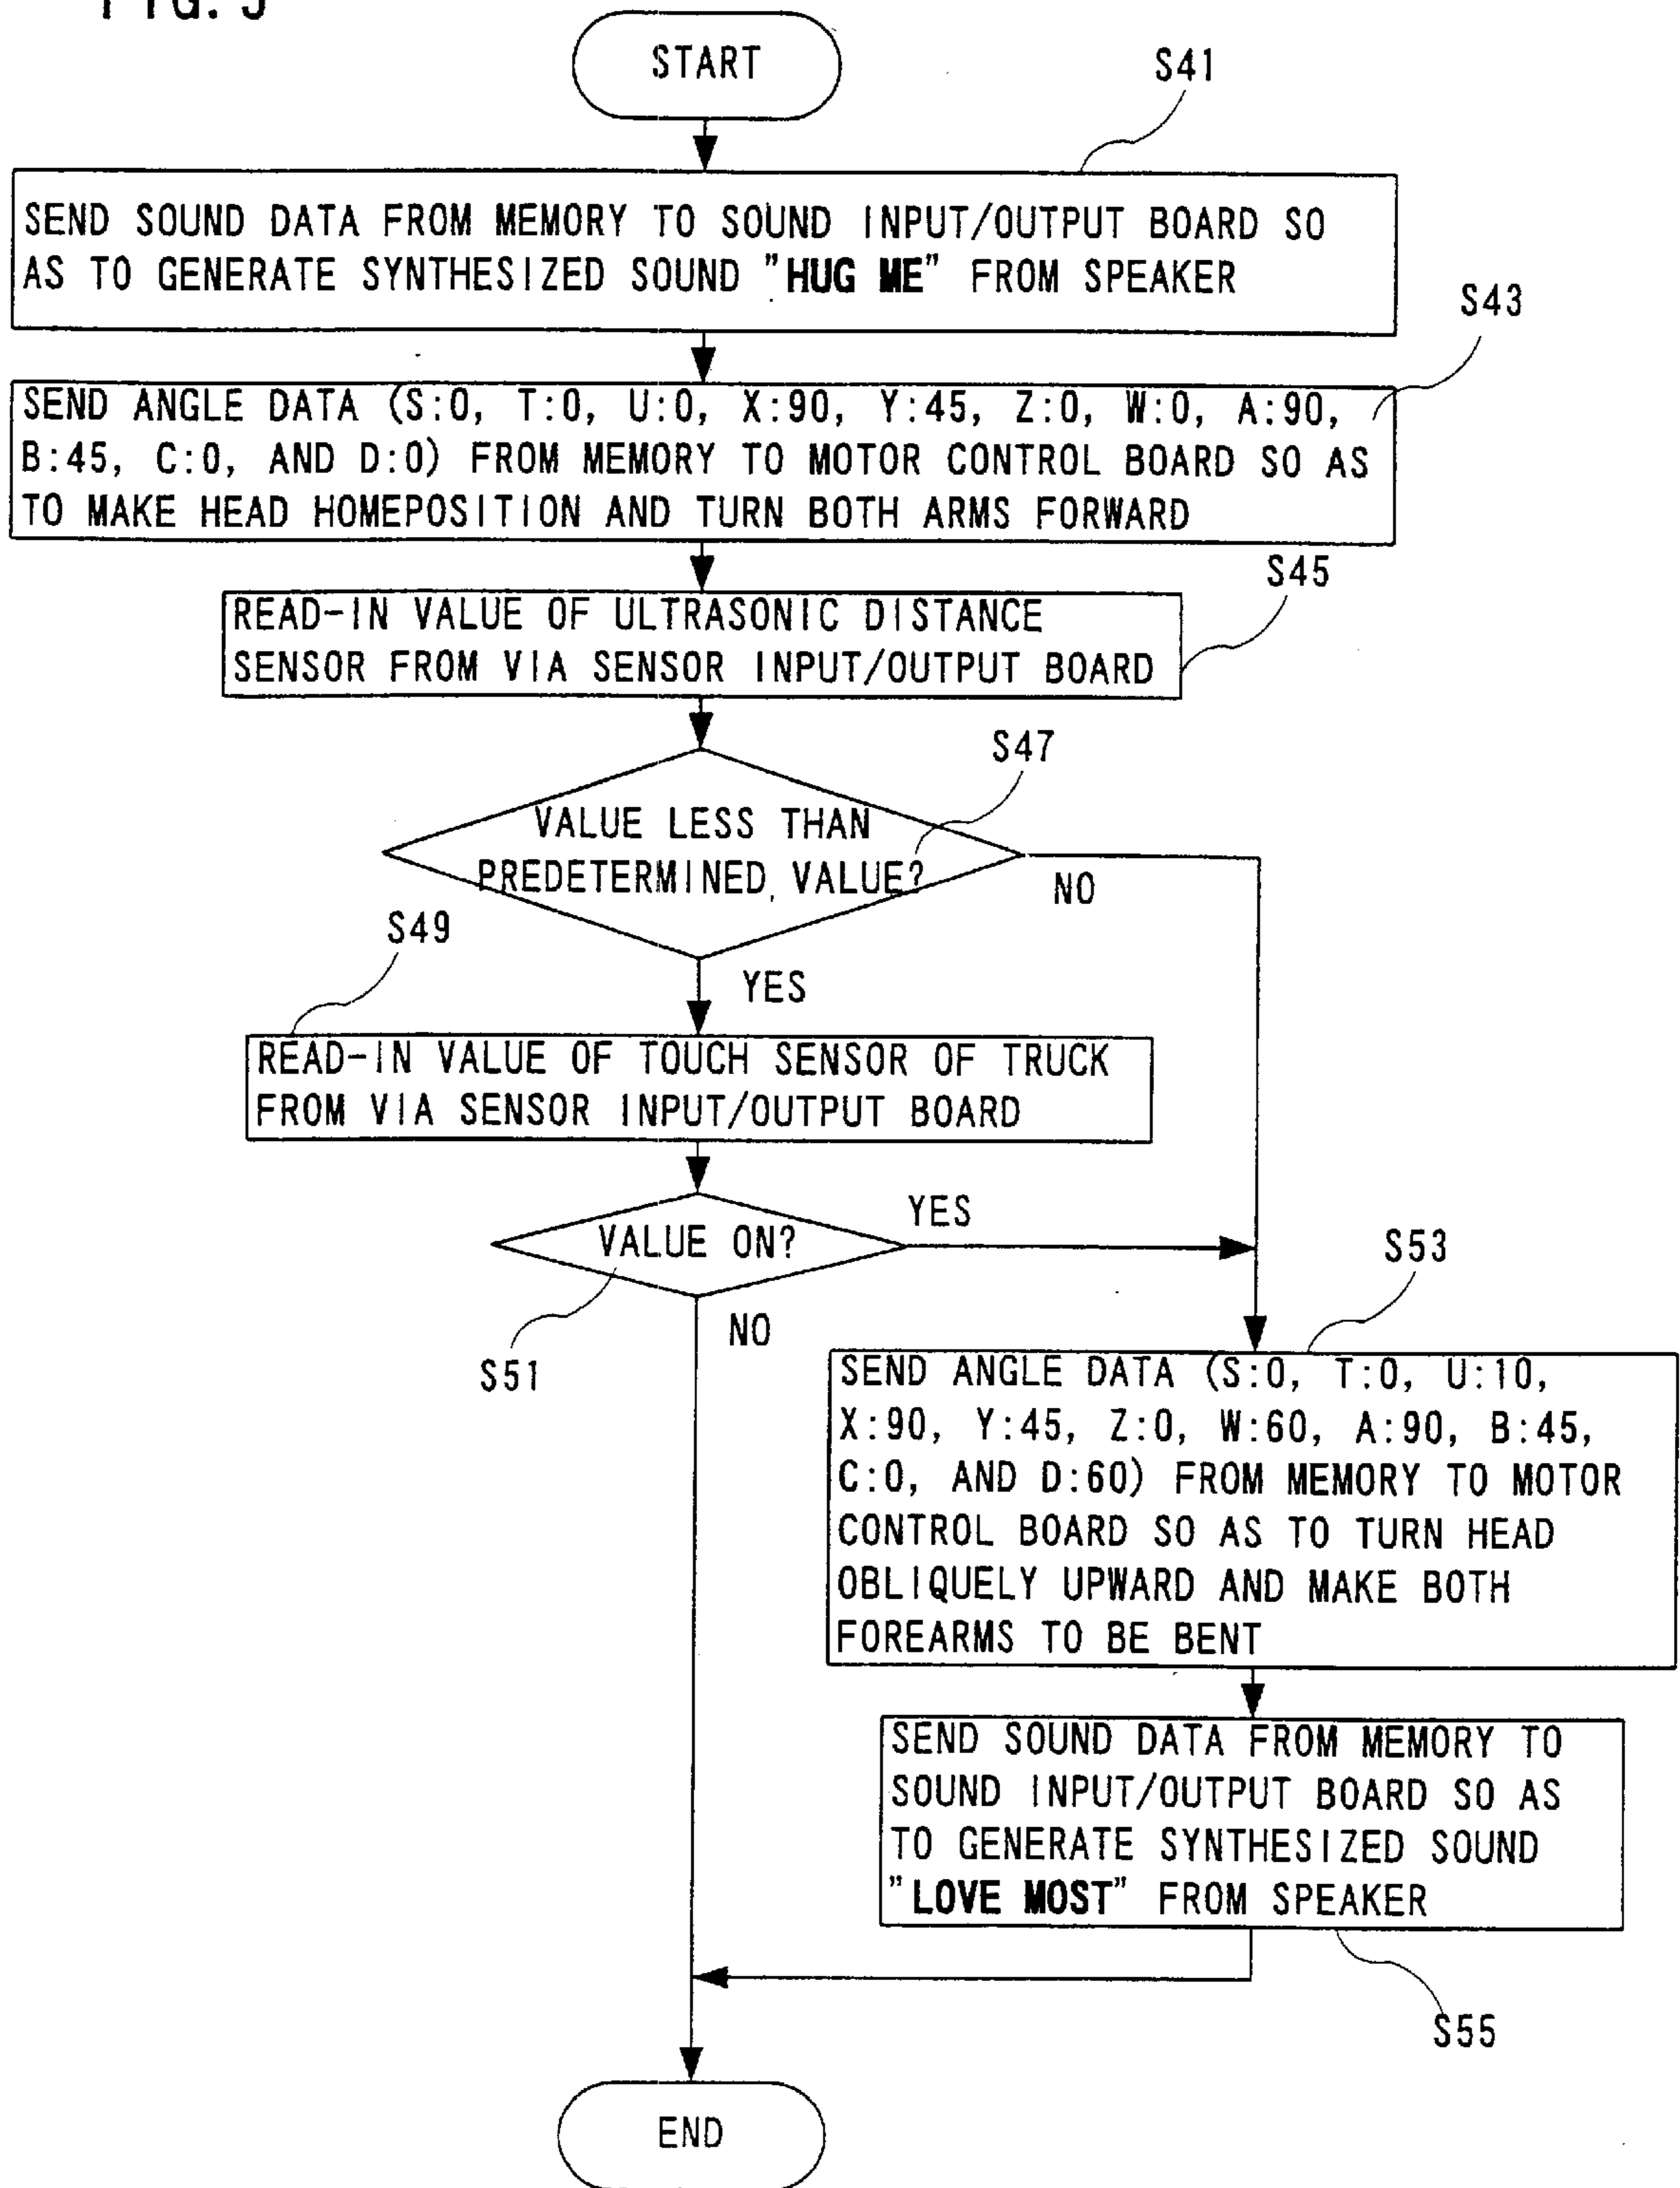 FIG. 5
START
S41
SEND SOUND DATA FROM MEMORY TO SOUND INPUT/OUTPUT BOARD SO
AS TO GENERATE SYNTHESIZED SOUND "HUG ME" FROM SPEAKER
S43
SEND ANGLE DATA (S:0, T:0, U:0, X:90, Y:45, Z:0, W:0, A:90,
B:45, C:0, AND D:0) FROM MEMORY TO MOTOR CONTROL BOARD SO AS
TO MAKE HEAD HOMEPOSITION AND TURN BOTH ARMS FORWARD
S45
READ-IN VALUE OF ULTRASONIC DISTANCE
SENSOR FROM VIA SENSOR INPUT/OUTPUT BOARD
S47
VALUE LESS THAN
PREDETERMINED VALUE?
NO
S49
YES
READ-IN VALUE OF TOUCH SENSOR OF TRUCK
FROM VIA SENSOR INPUT/OUTPUT BOARD
YES
VALUE ON?
S53
NO
S51
SEND ANGLE DATA (S:0, T:0, U:10,
X:90, Y:45, Z:0, W:60, A:90, B:45,
C:0, AND D:60) FROM MEMORY TO MOTOR
CONTROL BOARD SO AS TO TURN HEAD
OBLIQUELY UPWARD AND MAKE BOTH
FOREARMS TO BE BENT
SEND SOUND DATA FROM MEMORY TO
SOUND INPUT/OUTPUT BOARD SO AS
TO GENERATE SYNTHESIZED SOUND
"LOVE MOST" FROM SPEAKER
S55
END